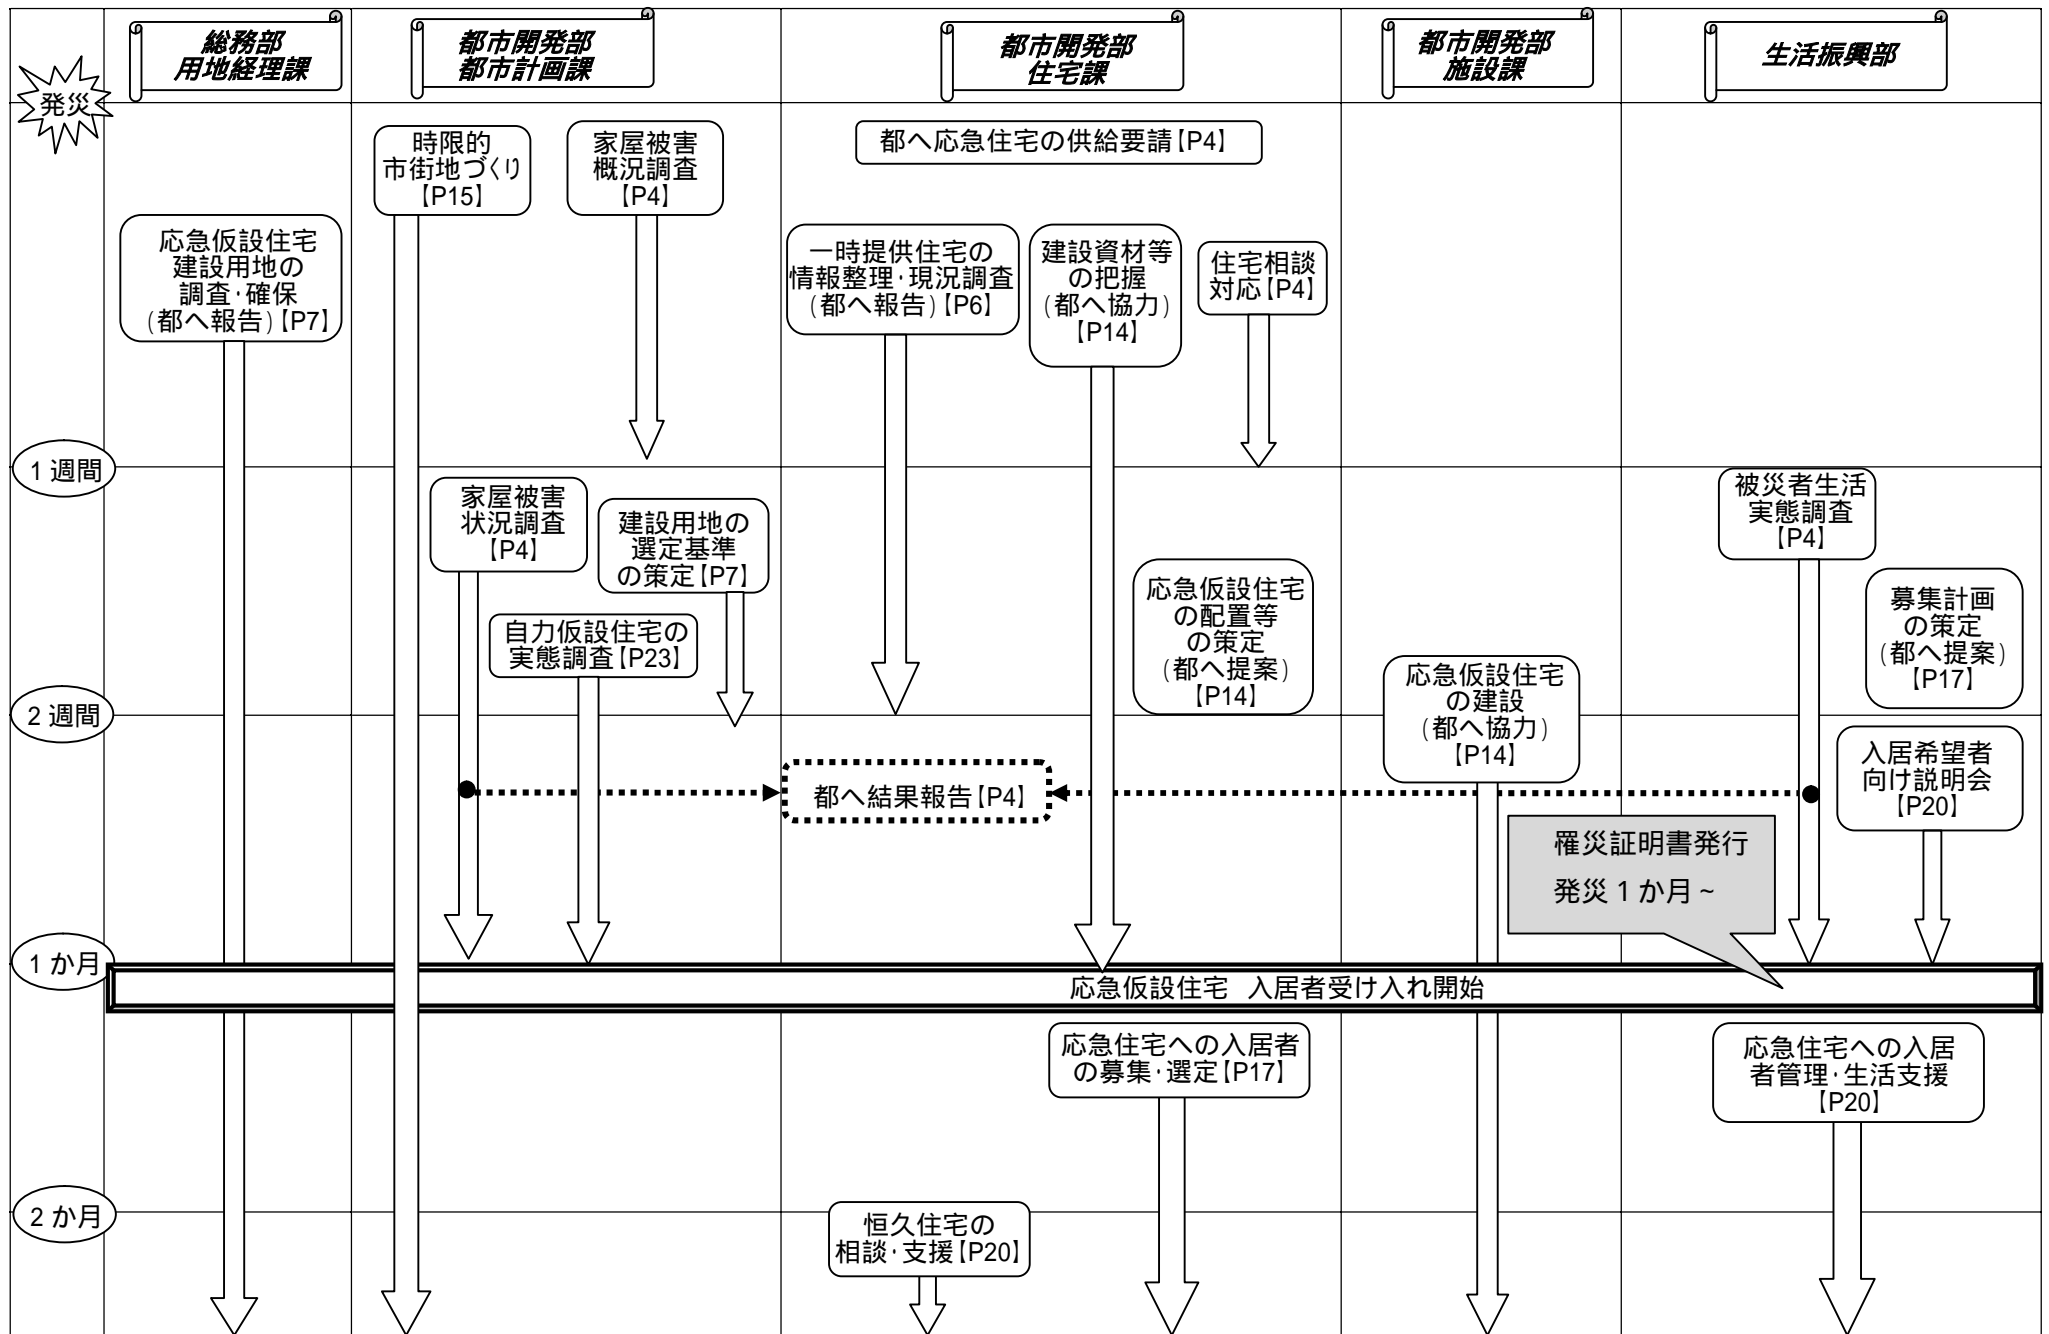 総務部
用地経理課
都市開発部
都市計画課
都市開発部
住宅課
都市開発部
施設課
生活振興部
発災
時限的
市街地づくり
【P15】
家屋被害
概況調査
【P4】
都へ応急住宅の供給要請【P4】
応急仮設住宅
建設用地の
調査・確保
(都へ報告)【P7】
一時提供住宅の
情報整理・現況調査
(都へ報告)【P6】
建設資材等
の把握
(都へ協力)
【P14】
住宅相談
対応【P4】
1週間
家屋被害
状況調査
【P4】
建設用地の
選定基準
の策定【P7】
被災者生活
実態調査
【P4】
自力仮設住宅の
実態調査【P23】
応急仮設住宅
の配置等
の策定
(都へ提案)
【P14】
募集計画
の策定
(都へ提案)
【P17】
応急仮設住宅
の建設
(都へ協力)
【P14】
2週間
都へ結果報告【P4】
入居希望者
向け説明会
【P20】
罹災証明書発行
発災1か月~
1か月
応急仮設住宅 入居者受け入れ開始
応急住宅への入居者
の募集・選定【P17】
応急住宅への入居
者管理・生活支援
【P20】
2か月
恒久住宅の
相談・支援【P20】